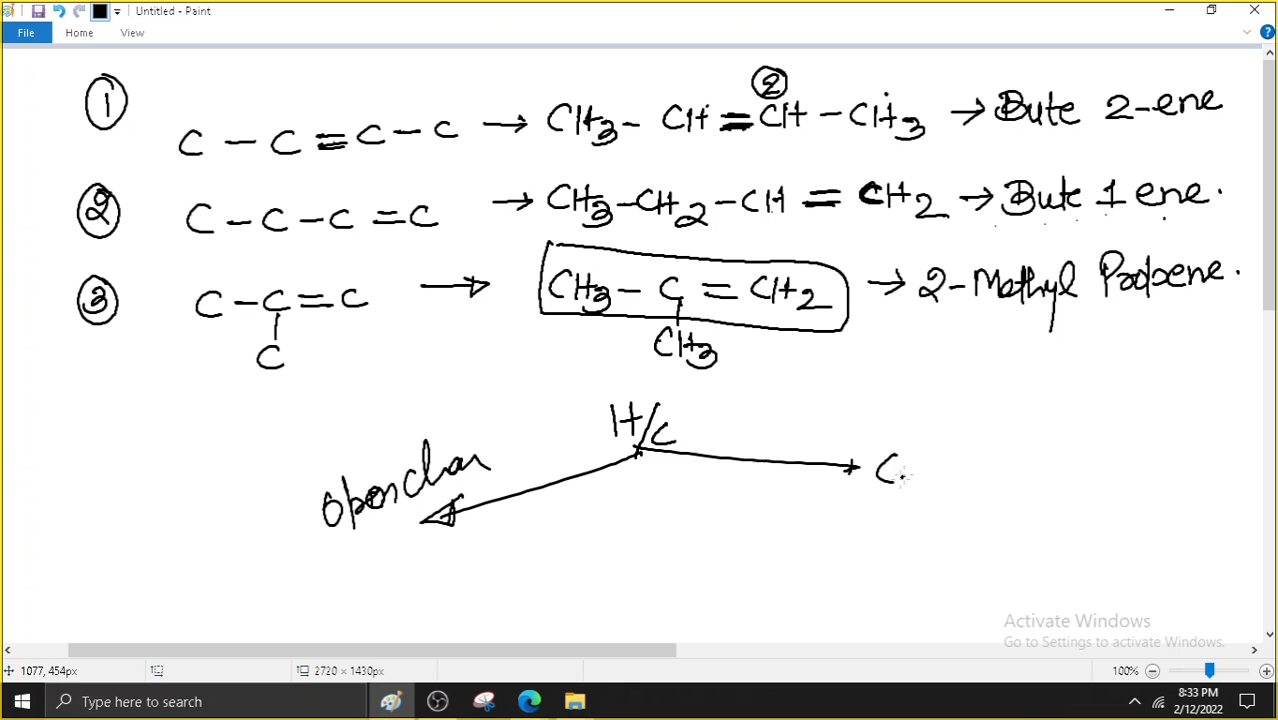 Untitled - Paint
File Home View
① C - C = C - C → CH3 - CH = CH - CH3 → Bute 2-ene
②
② C - C - C = C → CH3 - CH2 - CH = CH2 → Bute 1 ene.
③ C - C = C → CH3 - C = CH2 → 2-Methyl Propene.
C CH3
H/C
open chan C
Activate Windows
Go to Settings to activate Windows.
1077, 454px 2720 × 1430px 100%
Type here to search 8:33 PM
2/12/2022